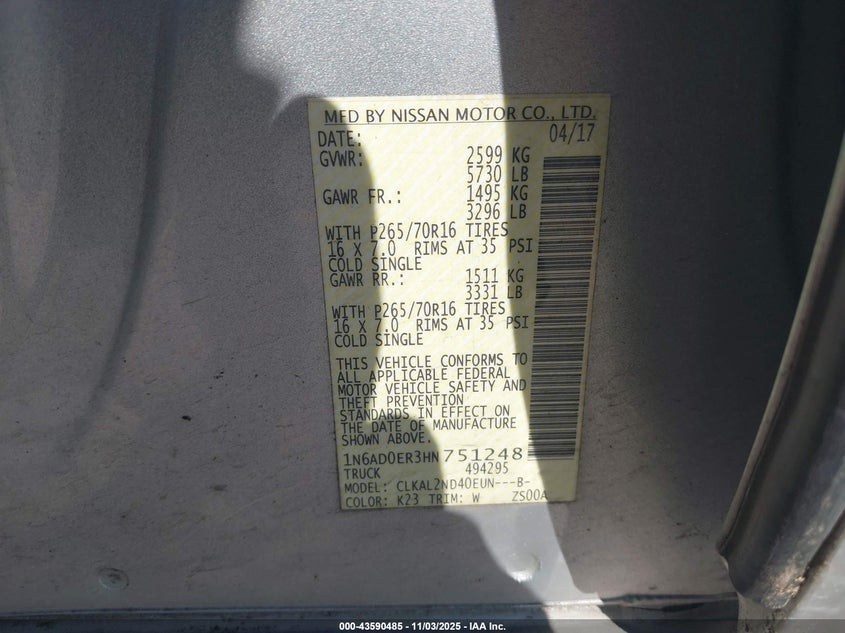 MFD BY NISSAN MOTOR CO., LTD.
DATE: 04/17
GVWR: 2599 KG
5730 LB
GAWR FR.: 1495 KG
3296 LB
WITH P265/70R16 TIRES
16 X 7.0 RIMS AT 35 PSI
COLD SINGLE
GAWR RR.: 1511 KG
3331 LB
WITH P265/70R16 TIRES
16 X 7.0 RIMS AT 35 PSI
COLD SINGLE
THIS VEHICLE CONFORMS TO
ALL APPLICABLE FEDERAL
MOTOR VEHICLE SAFETY AND
THEFT PREVENTION
STANDARDS IN EFFECT ON
THE DATE OF MANUFACTURE
SHOWN ABOVE.
1N6AD0ER3HN751248
TRUCK 494295
MODEL: CLKAL2ND40EUN---B-
COLOR: K23 TRIM: W ZS00A
000-43590485 - 11/03/2025 - IAA Inc.